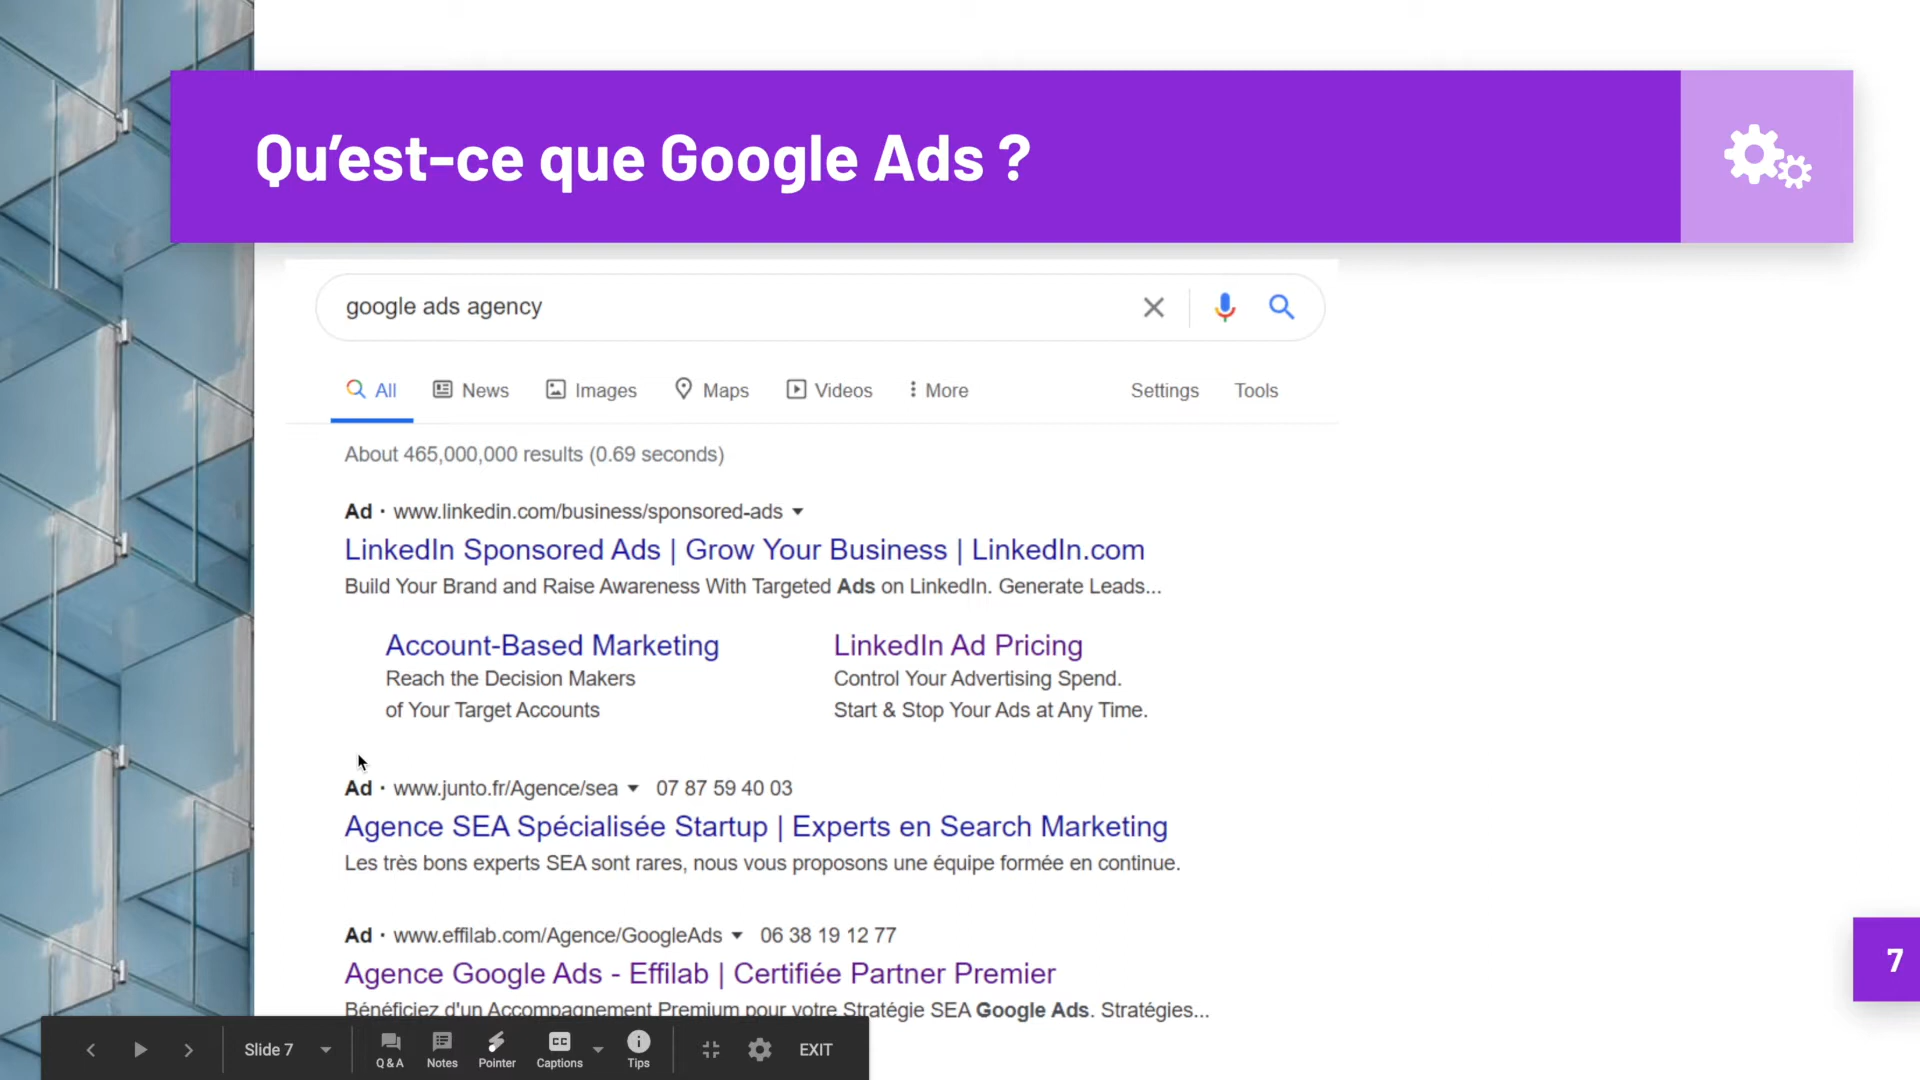 Qu’est-ce que Google Ads ?
google ads agency
All News Images Maps Videos More Settings Tools
About 465,000,000 results (0.69 seconds)
Ad · www.linkedin.com/business/sponsored-ads
LinkedIn Sponsored Ads | Grow Your Business | LinkedIn.com
Build Your Brand and Raise Awareness With Targeted Ads on LinkedIn. Generate Leads...
Account-Based Marketing
Reach the Decision Makers
of Your Target Accounts
LinkedIn Ad Pricing
Control Your Advertising Spend.
Start & Stop Your Ads at Any Time.
Ad · www.junto.fr/Agence/sea 07 87 59 40 03
Agence SEA Spécialisée Startup | Experts en Search Marketing
Les très bons experts SEA sont rares, nous vous proposons une équipe formée en continue.
Ad · www.effilab.com/Agence/GoogleAds 06 38 19 12 77
Agence Google Ads - Effilab | Certifiée Partner Premier
Bénéficiez d'un Accompagnement Premium pour votre Stratégie SEA Google Ads. Stratégies...
7
Slide 7 Q & A Notes Pointer CC Captions Tips EXIT